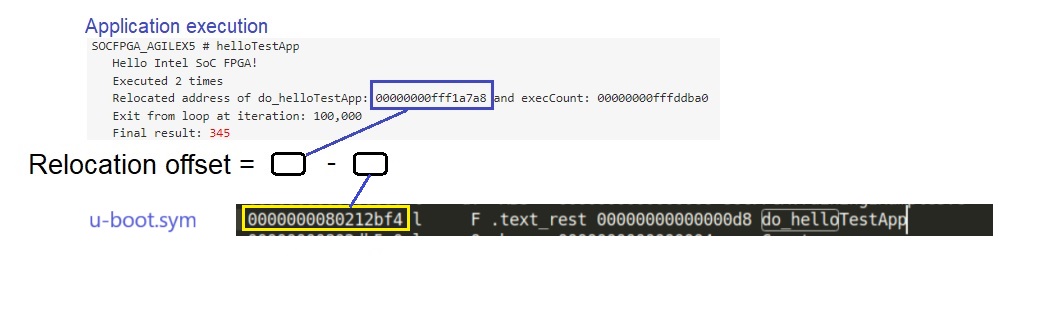 Application execution
SOCFPGA_AGILEX5 # helloTestApp
Hello Intel SoC FPGA!
Executed 2 times
Relocated address of do_helloTestApp: 00000000fff1a7a8 and execCount: 00000000fffddba0
Exit from loop at iteration: 100,000
Final result: 345
Relocation offset = -
u-boot.sym
0000000080212bf4 l F .text_rest 00000000000000d8 do_helloTestApp